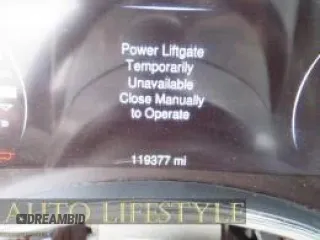 Power Liftgate
Temporarily
Unavailable
Close Manually
to Operate
119377 mi
AUTO LIFESTYLE
DREAMBID